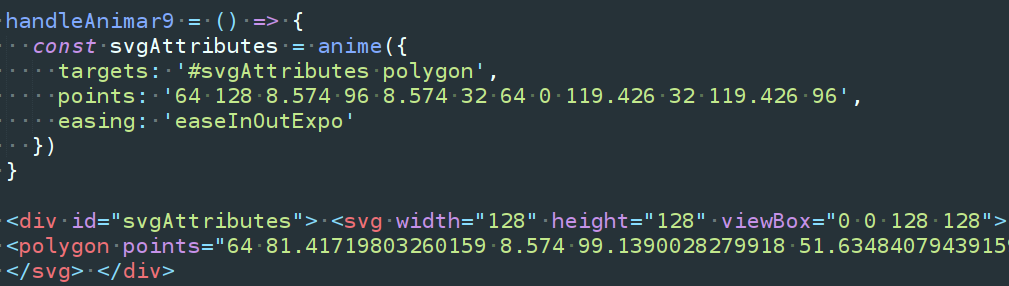 handleAnimar9 = () => {
const svgAttributes = anime({
targets: '#svgAttributes polygon',
points: '64 128 8.574 96 8.574 32 64 0 119.426 32 119.426 96',
easing: 'easeInOutExpo'
})
}
<div id="svgAttributes"> <svg width="128" height="128" viewBox="0 0 128 128">
<polygon points="64 81.41719803260159 8.574 99.1390028279918 51.63484079439159
</svg> </div>